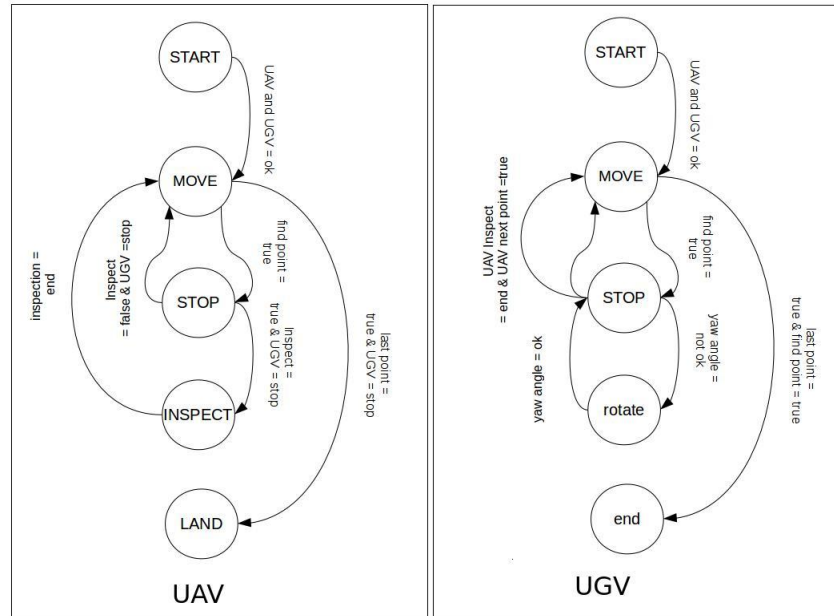 START
UAV and UGV = ok
MOVE
find point =
true
Inspect
= false & UGV =stop
inspection =
end
STOP
Inspect =
true & UGV = stop
last point =
true & UGV = stop
INSPECT
LAND
UAV
START
UAV and UGV = ok
MOVE
find point =
true
UAV Inspect
= end & UAV next point =true
STOP
yaw angle =
not ok
yaw angle = ok
last point =
true & find point = true
rotate
end
UGV